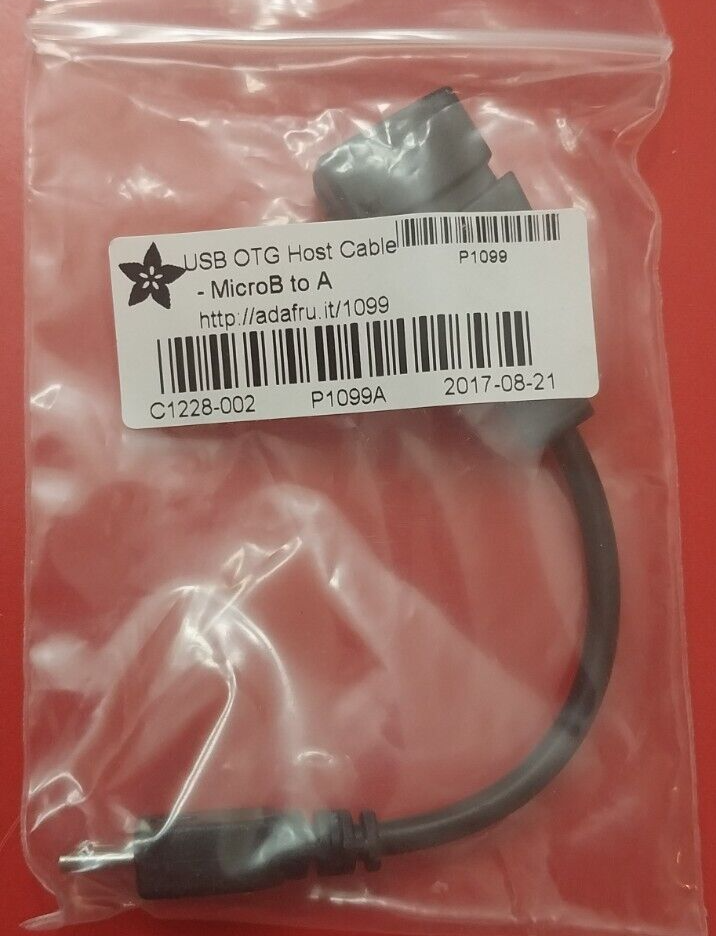 USB OTG Host Cable
P1099
- MicroB to A
http://adafru.it/1099
C1228-002 P1099A 2017-08-21